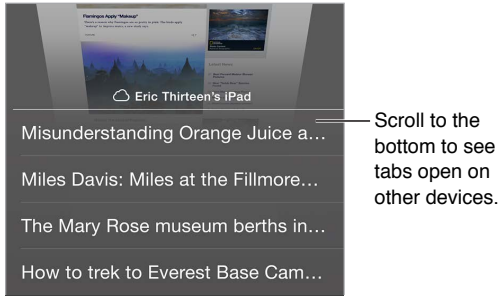 Flamingos Apply "Makeup"
Eric Thirteen's iPad
Misunderstanding Orange Juice a…
Miles Davis: Miles at the Fillmore…
The Mary Rose museum berths in…
How to trek to Everest Base Cam…
Scroll to the
bottom to see
tabs open on
other devices.